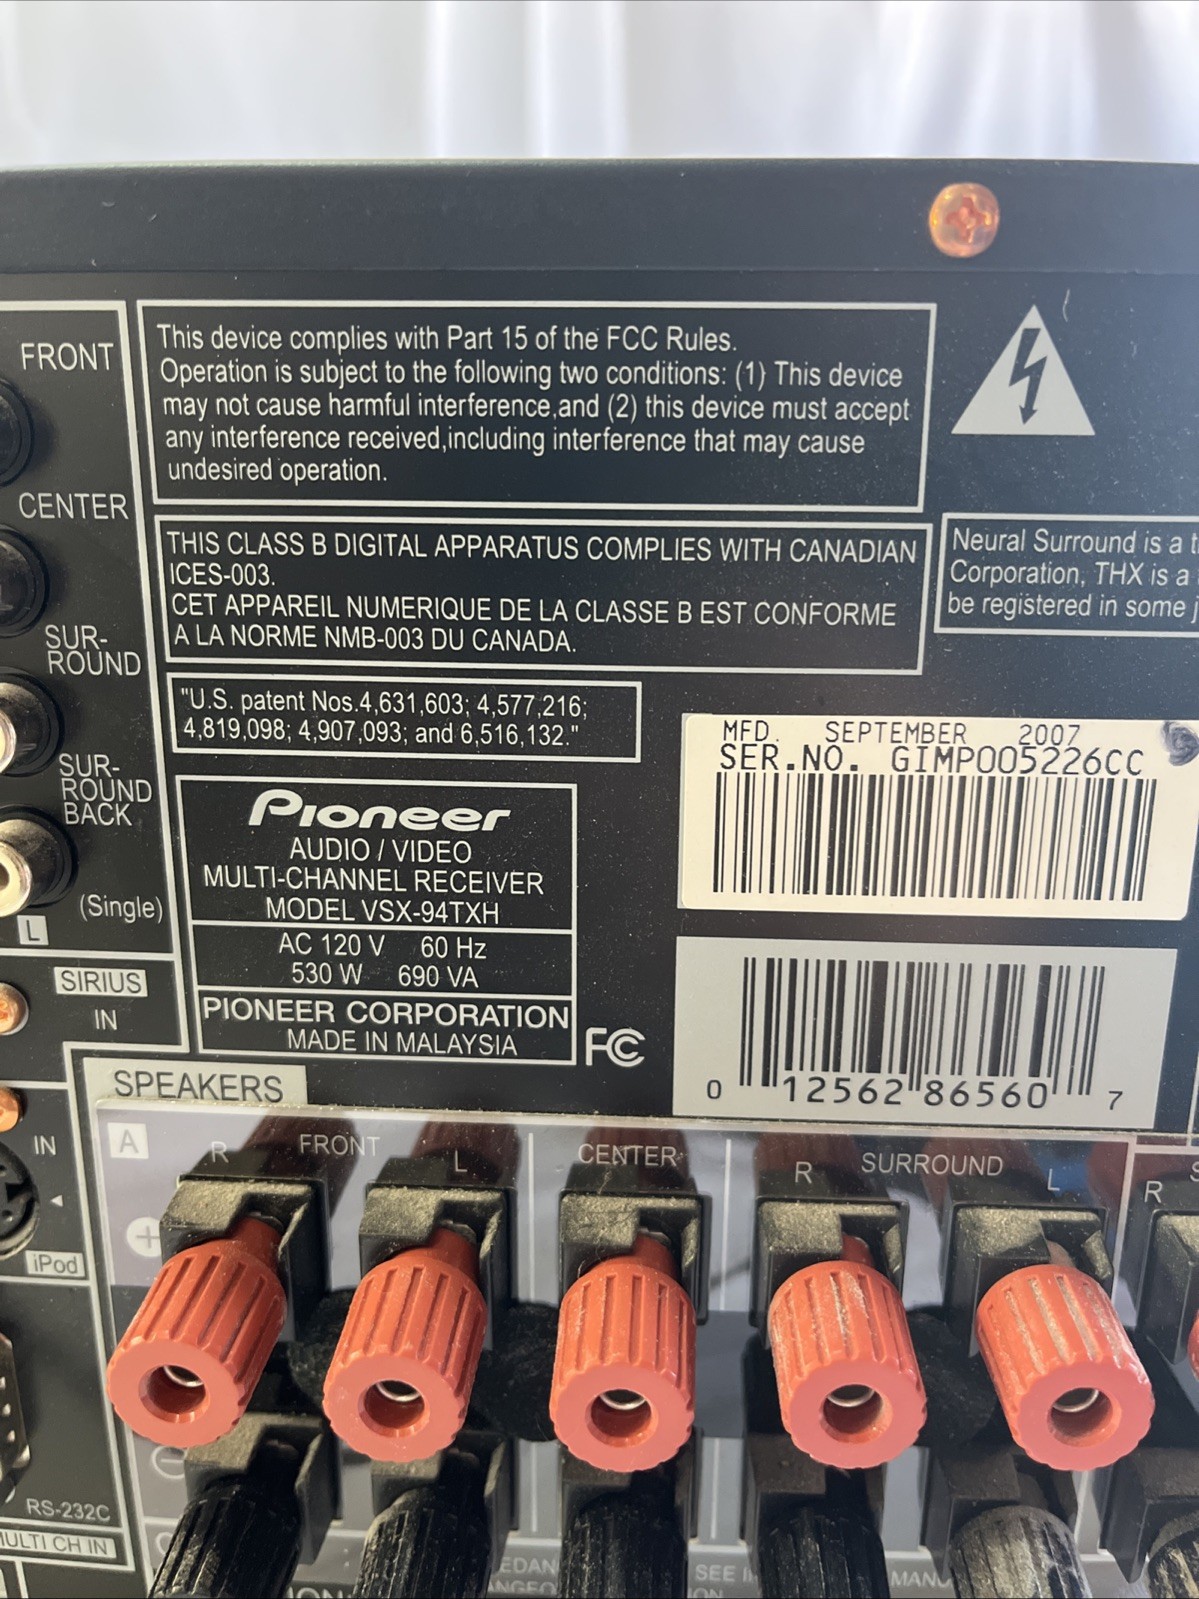 FRONT
CENTER
SUR-
ROUND
SUR-
ROUND
BACK
(Single)
L
SIRIUS
IN
IN
iPod
RS-232C
MULTI CH IN
This device complies with Part 15 of the FCC Rules.
Operation is subject to the following two conditions: (1) This device
may not cause harmful interference,and (2) this device must accept
any interference received,including interference that may cause
undesired operation.
THIS CLASS B DIGITAL APPARATUS COMPLIES WITH CANADIAN
ICES-003.
CET APPAREIL NUMERIQUE DE LA CLASSE B EST CONFORME
A LA NORME NMB-003 DU CANADA.
Neural Surround is a
Corporation, THX is a
be registered in some
"U.S. patent Nos.4,631,603; 4,577,216;
4,819,098; 4,907,093; and 6,516,132."
MFD. SEPTEMBER 2007
SER.NO. GIMP005226CC
Pioneer
AUDIO / VIDEO
MULTI-CHANNEL RECEIVER
MODEL VSX-94TXH
AC 120 V 60 Hz
530 W 690 VA
PIONEER CORPORATION
MADE IN MALAYSIA
FC
0 12562 86560 7
SPEAKERS
A
R FRONT L
CENTER
R SURROUND L
R
+
SEE